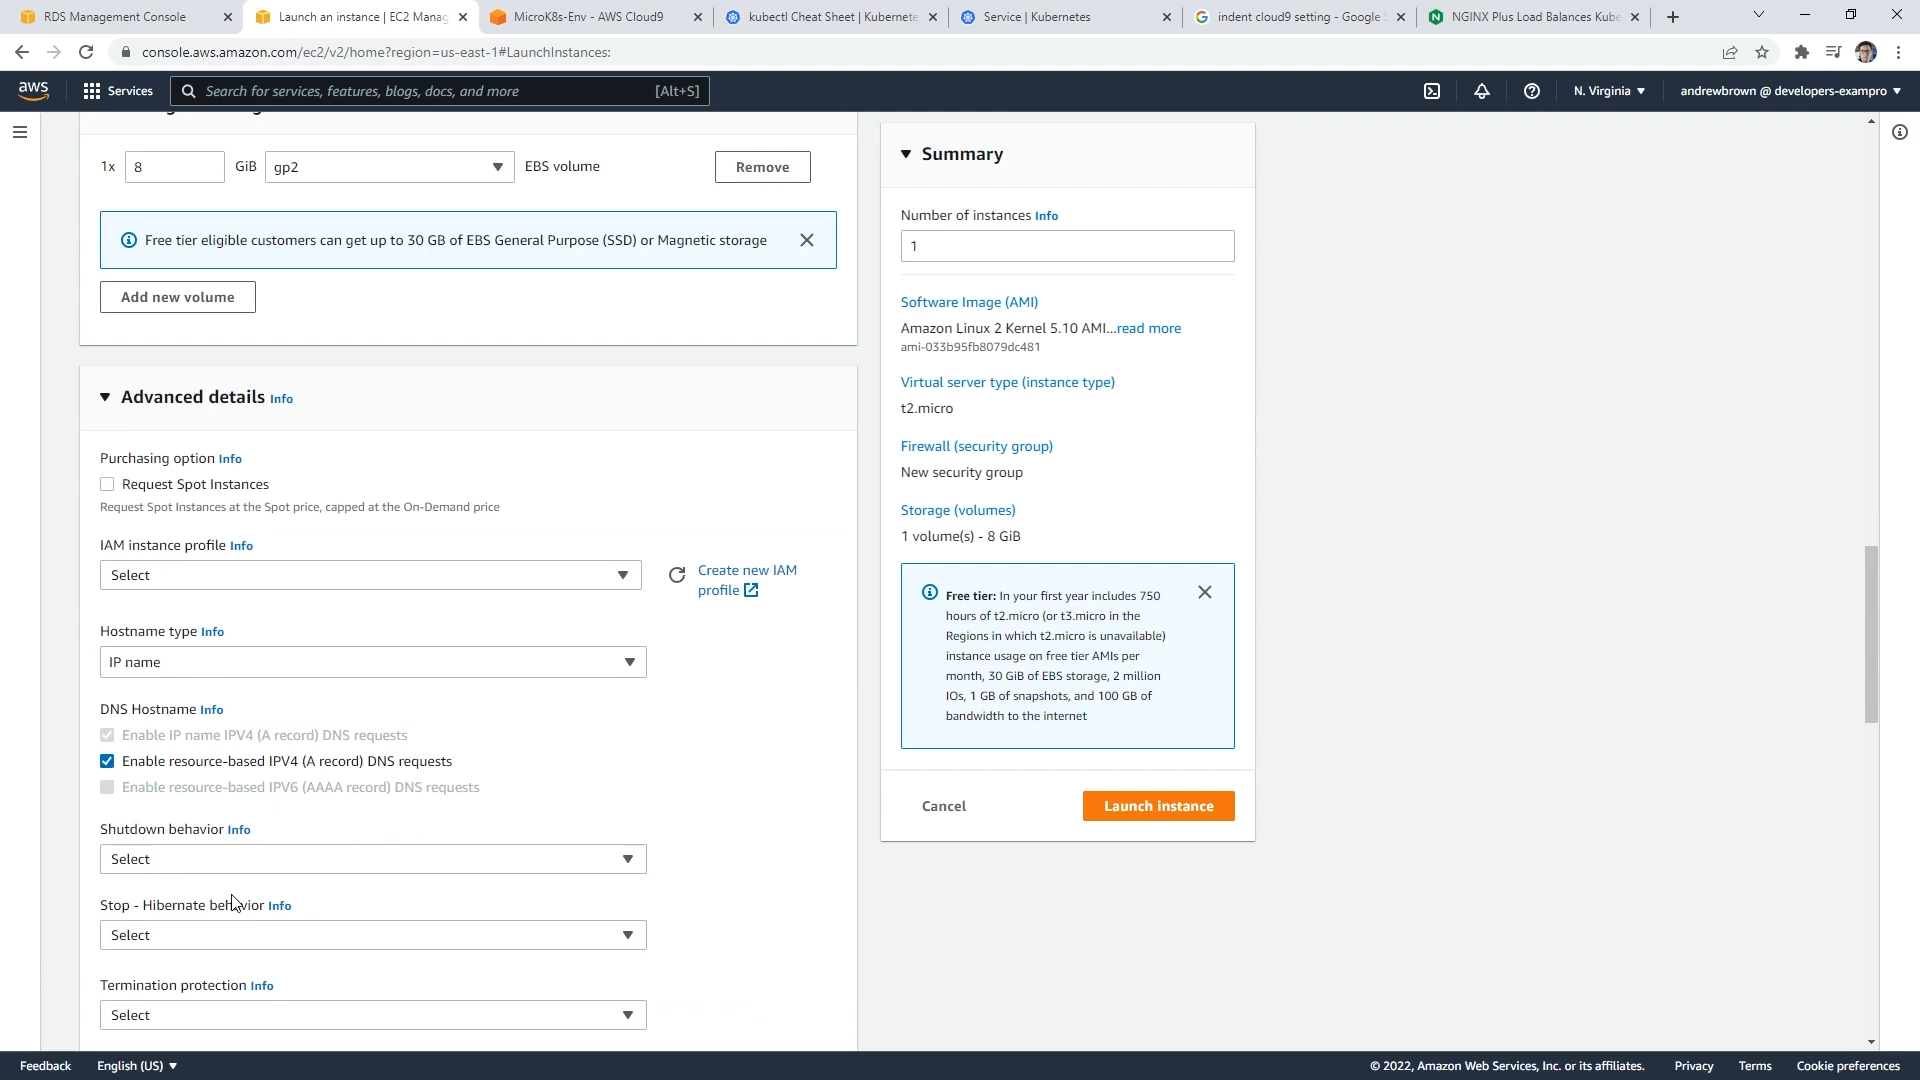 RDS Management Console
Launch an instance | EC2 Manag
MicroK8s-Env - AWS Cloud9
kubectl Cheat Sheet | Kubernete
Service | Kubernetes
indent cloud9 setting - Google S
NGINX Plus Load Balances Kube
console.aws.amazon.com/ec2/v2/home?region=us-east-1#LaunchInstances:
aws
Services
Search for services, features, blogs, docs, and more
[Alt+S]
N. Virginia
andrewbrown @ developers-exampro
1x
8
GiB
gp2
EBS volume
Remove
Free tier eligible customers can get up to 30 GB of EBS General Purpose (SSD) or Magnetic storage
Add new volume
Advanced details Info
Purchasing option Info
Request Spot Instances
Request Spot Instances at the Spot price, capped at the On-Demand price
IAM instance profile Info
Select
Create new IAM
profile
Hostname type Info
IP name
DNS Hostname Info
Enable IP name IPV4 (A record) DNS requests
Enable resource-based IPV4 (A record) DNS requests
Enable resource-based IPV6 (AAAA record) DNS requests
Shutdown behavior Info
Select
Stop - Hibernate behavior Info
Select
Termination protection Info
Select
Summary
Number of instances Info
1
Software Image (AMI)
Amazon Linux 2 Kernel 5.10 AMI...read more
ami-033b95fb8079dc481
Virtual server type (instance type)
t2.micro
Firewall (security group)
New security group
Storage (volumes)
1 volume(s) - 8 GiB
Free tier: In your first year includes 750
hours of t2.micro (or t3.micro in the
Regions in which t2.micro is unavailable)
instance usage on free tier AMIs per
month, 30 GiB of EBS storage, 2 million
IOs, 1 GB of snapshots, and 100 GB of
bandwidth to the internet
Cancel
Launch instance
Feedback
English (US)
© 2022, Amazon Web Services, Inc. or its affiliates.
Privacy
Terms
Cookie preferences